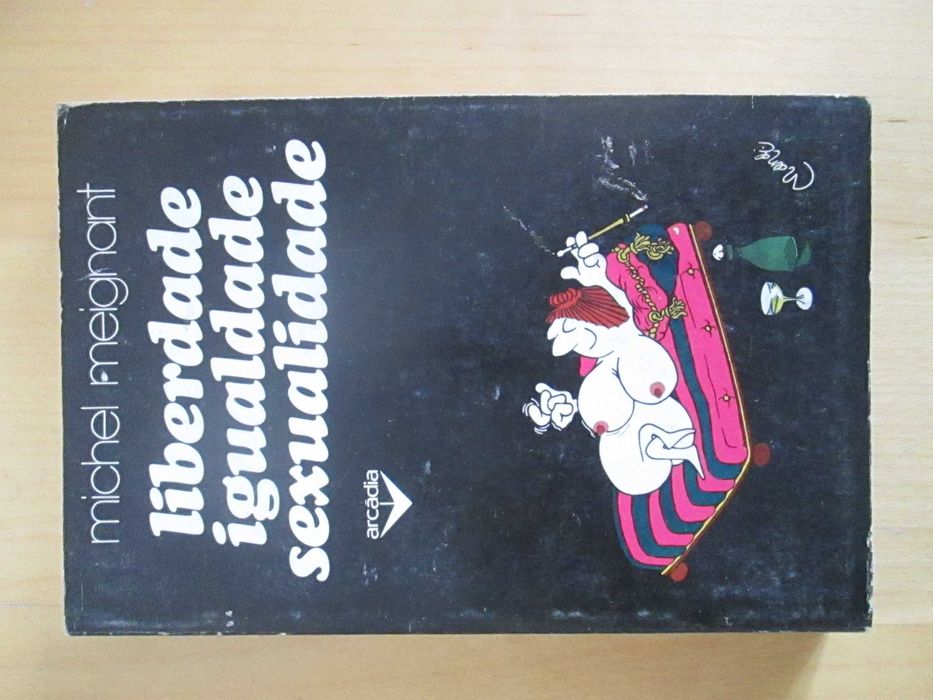 michel meignant
liberdade
igualdade
sexualidade
arcádia